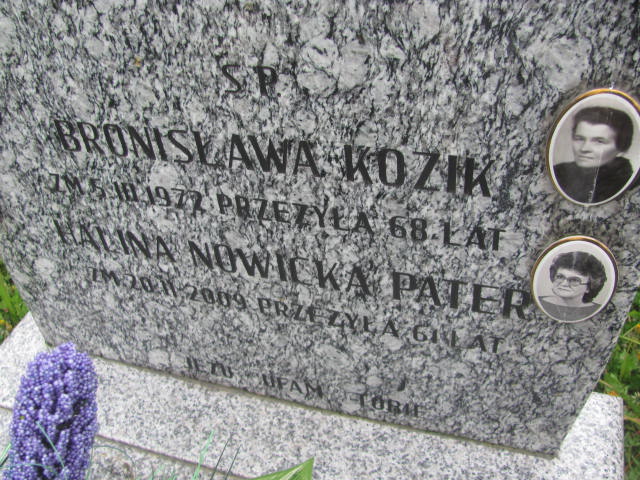 Ś P
BRONISŁAWA KOZIK
ZM 5.III.1977 PRZEŻYŁA 68 LAT
HALINA NOWICKA PATER
ZM 20.II.2009 PRZEŻYŁA 61 LAT
JEZU UFAM TOBIE